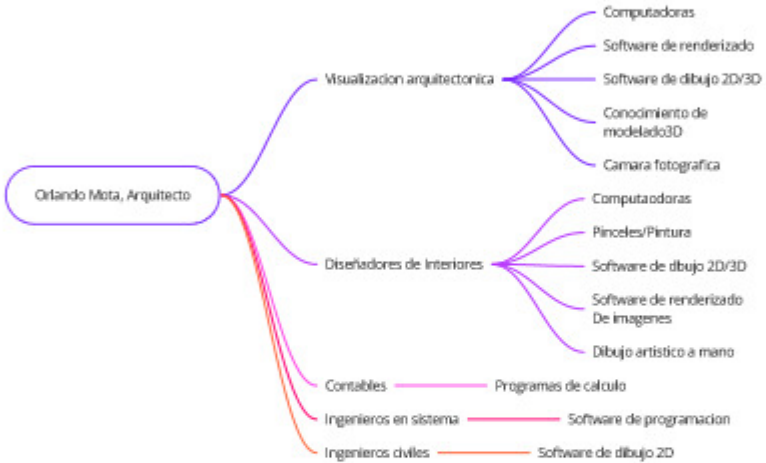 Orlando Mota, Arquitecto
Visualizacion arquitectonica
Computadoras
Software de renderizado
Software de dibujo 2D/3D
Conocimiento de
modelado3D
Camara fotografica
Diseñadores de Interiores
Computaodoras
Pinceles/Pintura
Software de dbujo 2D/3D
Software de renderizado
De imagenes
Dibujo artistico a mano
Contables
Programas de calculo
Ingenieros en sistema
Software de programacion
Ingenieros civiles
Software de dibujo 2D